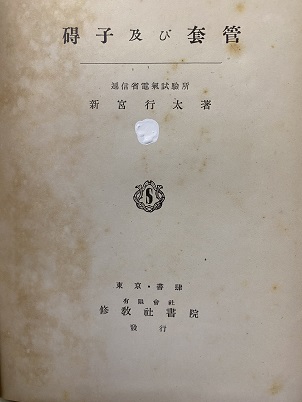 碍子及び套管
逓信省電氣試驗所
新宮行太著
S
東京・書肆
有限會社
修教社書院
發行